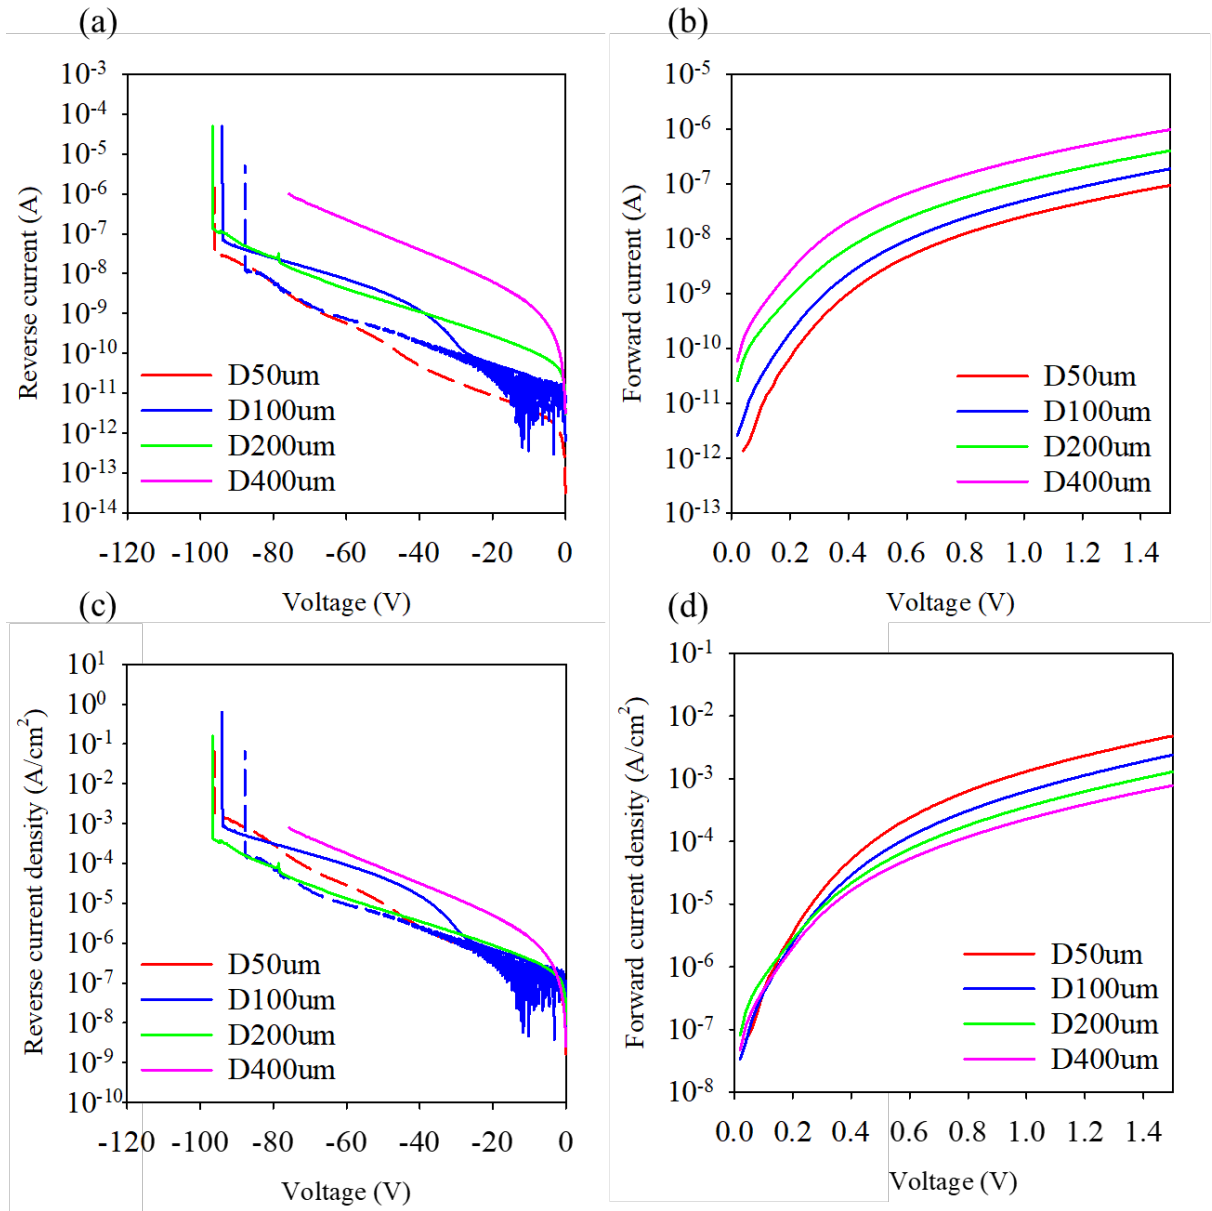 (a)
Reverse current (A)
10-3
10-4
10-5
10-6
10-7
10-8
10-9
10-10
10-11
10-12
10-13
10-14
D50um
D100um
D200um
D400um
-120 -100 -80 -60 -40 -20 0
Voltage (V)
(b)
Forward current (A)
10-5
10-6
10-7
10-8
10-9
10-10
10-11
10-12
10-13
D50um
D100um
D200um
D400um
0.0 0.2 0.4 0.6 0.8 1.0 1.2 1.4
Voltage (V)
(c)
Reverse current density (A/cm2)
101
100
10-1
10-2
10-3
10-4
10-5
10-6
10-7
10-8
10-9
10-10
D50um
D100um
D200um
D400um
-120 -100 -80 -60 -40 -20 0
Voltage (V)
(d)
Forward current density (A/cm2)
10-1
10-2
10-3
10-4
10-5
10-6
10-7
10-8
D50um
D100um
D200um
D400um
0.0 0.2 0.4 0.6 0.8 1.0 1.2 1.4
Voltage (V)